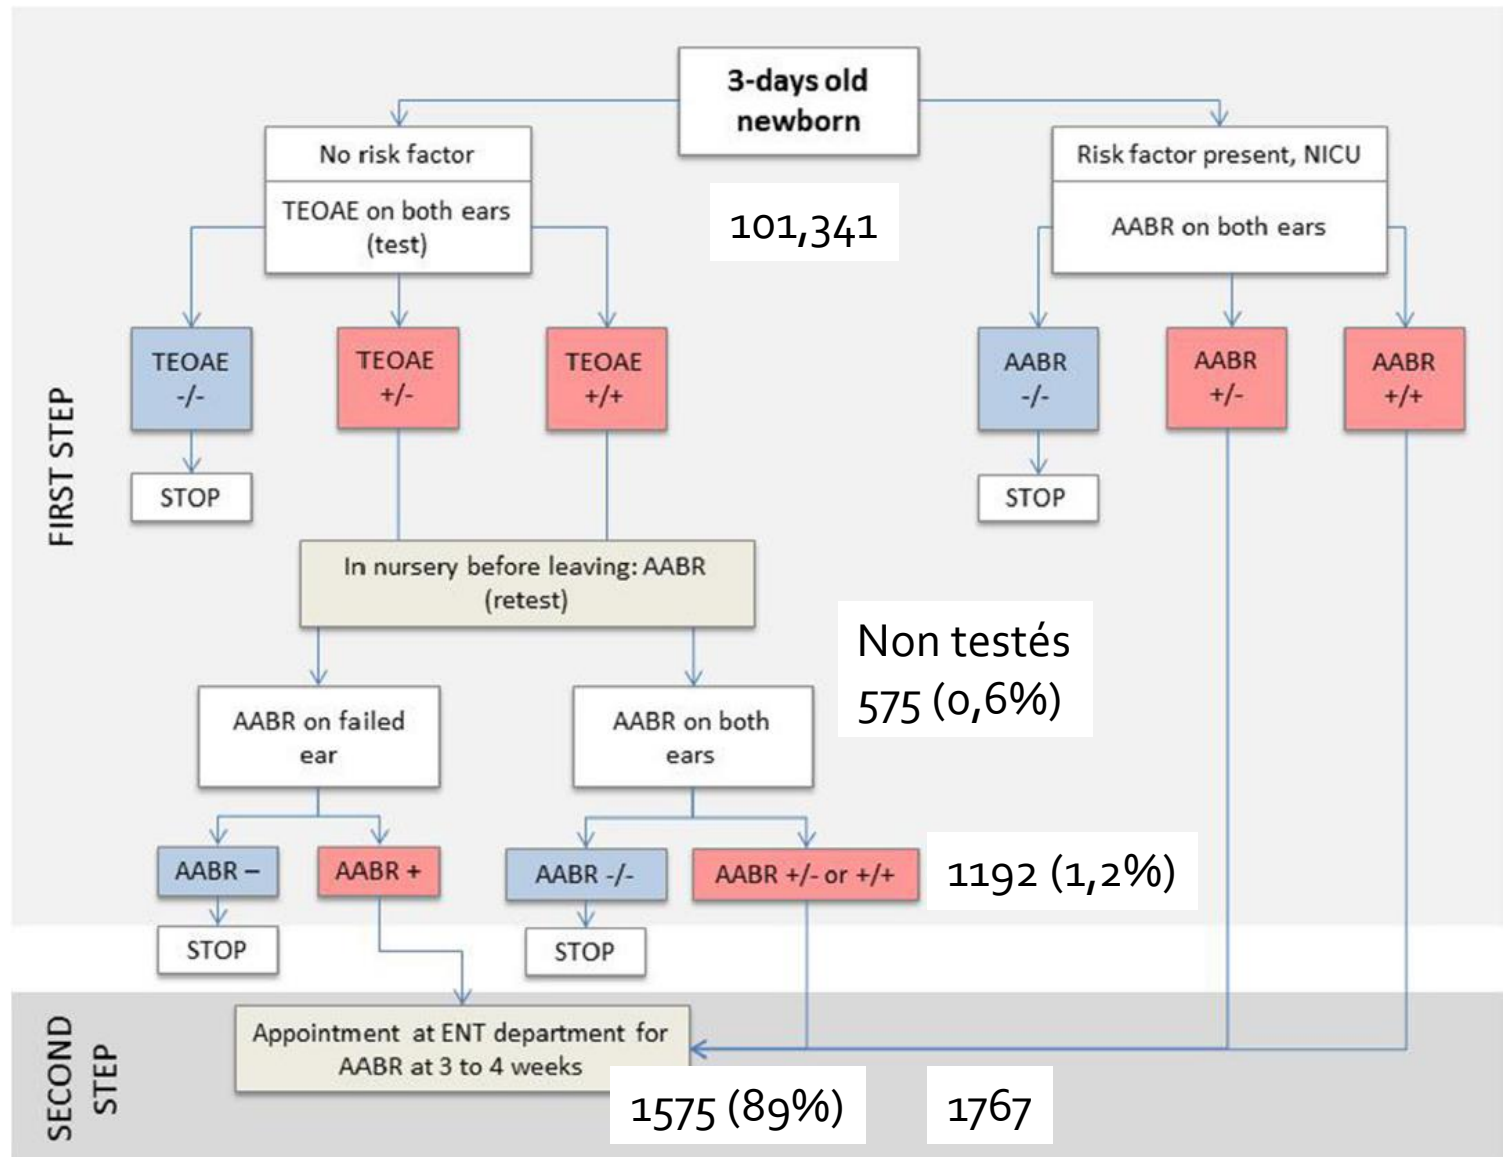 3-days old
newborn
No risk factor
Risk factor present, NICU
TEOAE on both ears
(test)
101,341
AABR on both ears
TEOAE
-/-
TEOAE
+/-
TEOAE
+/+
AABR
-/-
AABR
+/-
AABR
+/+
FIRST STEP
STOP
STOP
In nursery before leaving: AABR
(retest)
Non testés
575 (0,6%)
AABR on failed
ear
AABR on both
ears
AABR –
AABR +
AABR -/-
AABR +/- or +/+
1192 (1,2%)
STOP
STOP
SECOND
STEP
Appointment at ENT department for
AABR at 3 to 4 weeks
1575 (89%)
1767